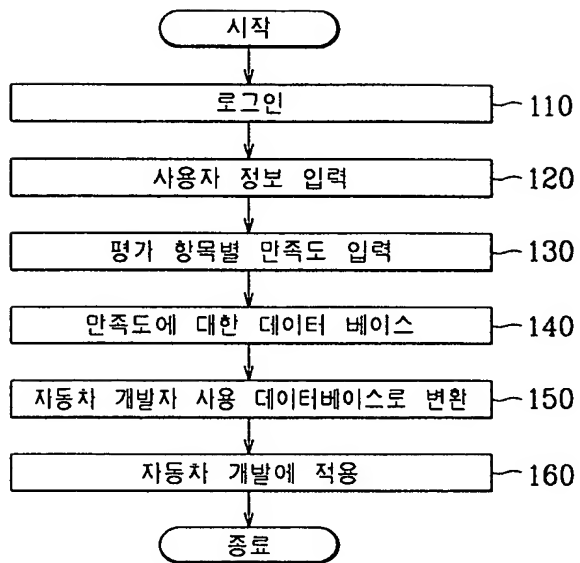 시작
로그인 110
사용자 정보 입력 120
평가 항목별 만족도 입력 130
만족도에 대한 데이터 베이스 140
자동차 개발자 사용 데이터베이스로 변환 150
자동차 개발에 적용 160
종료